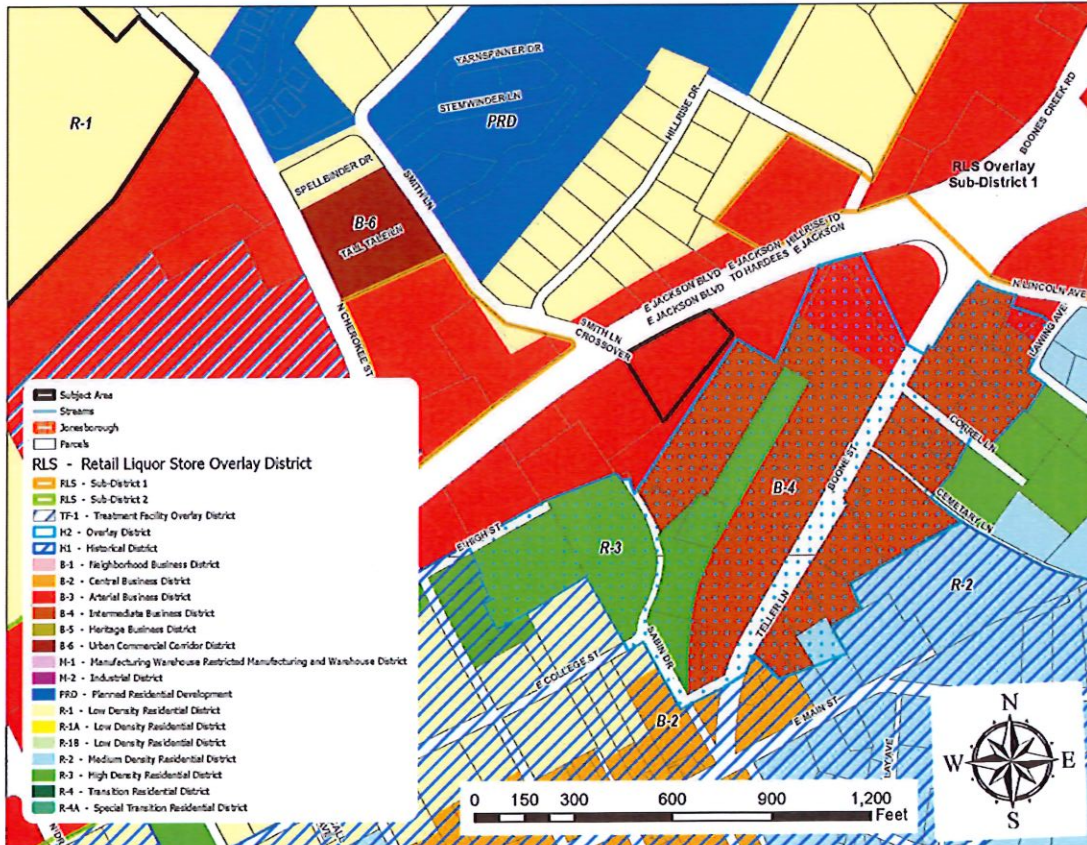 YARNSPINNER DR
STEMWINDER LN
PRD
HILLRISE DR
BOONES CREEK RD
R-1
RLS Overlay
Sub-District 1
SPELLBINDER DR
SMITH LN
B-6
TALL TALE LN
N CHEROKEE ST
E JACKSON BLVD
E JACKSON HILLRISE TO
E JACKSON BLVD
TO HARDEES E JACKSON
N LINCOLN AVE
LAWING AVE
SMITH LN
CROSSOVER
CORREL LN
BOONE ST
B-4
CEMETARY LN
E HIGH ST
R-3
R-2
TELLER LN
SABIN DR
E COLLEGE ST
B-2
E MAIN ST
Subject Area
Streams
Jonesborough
Parcels
RLS - Retail Liquor Store Overlay District
RLS - Sub-District 1
RLS - Sub-District 2
TF-1 - Treatment Facility Overlay District
H2 - Overlay District
H1 - Historical District
B-1 - Neighborhood Business District
B-2 - Central Business District
B-3 - Arterial Business District
B-4 - Intermediate Business District
B-5 - Heritage Business District
B-6 - Urban Commercial Corridor District
M-1 - Manufacturing Warehouse Restricted Manufacturing and Warehouse District
M-2 - Industrial District
PRD - Planned Residential Development
R-1 - Low Density Residential District
R-1A - Low Density Residential District
R-1B - Low Density Residential District
R-2 - Medium Density Residential District
R-3 - High Density Residential District
R-4 - Transition Residential District
R-4A - Special Transition Residential District
N
W E
S
0 150 300 600 900 1,200
Feet